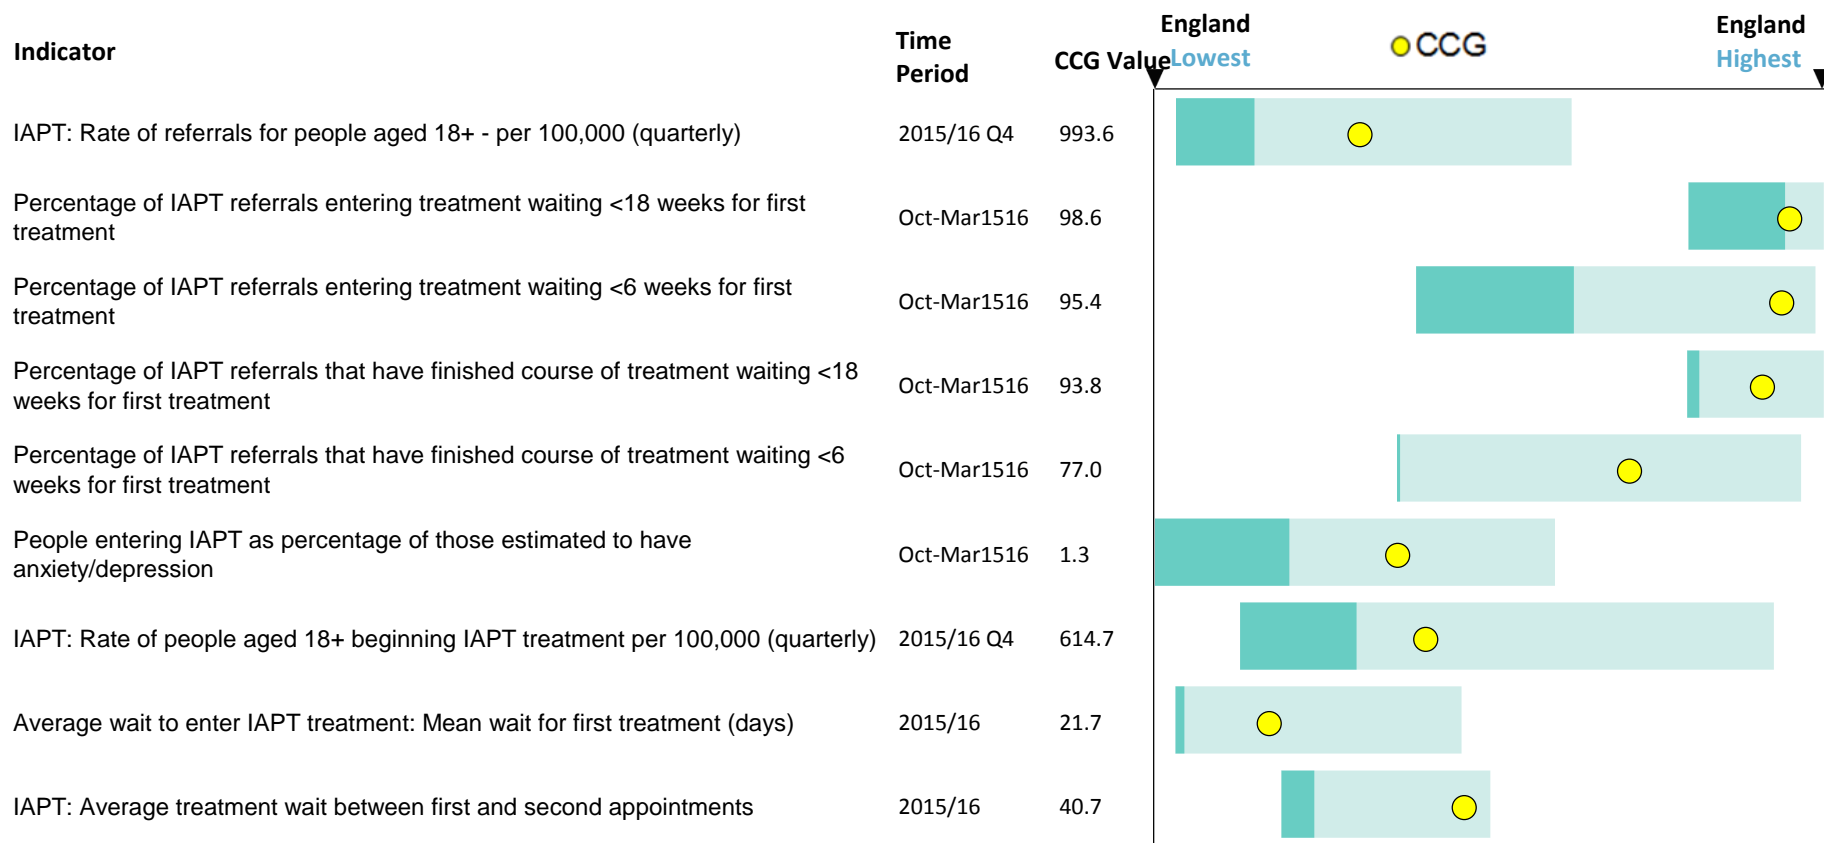 Indicator
Time
Period
CCG Value
England
Lowest
CCG
England
Highest
IAPT: Rate of referrals for people aged 18+ - per 100,000 (quarterly) 2015/16 Q4 993.6
Percentage of IAPT referrals entering treatment waiting <18 weeks for first
treatment
Oct-Mar1516 98.6
Percentage of IAPT referrals entering treatment waiting <6 weeks for first
treatment
Oct-Mar1516 95.4
Percentage of IAPT referrals that have finished course of treatment waiting <18
weeks for first treatment
Oct-Mar1516 93.8
Percentage of IAPT referrals that have finished course of treatment waiting <6
weeks for first treatment
Oct-Mar1516 77.0
People entering IAPT as percentage of those estimated to have
anxiety/depression
Oct-Mar1516 1.3
IAPT: Rate of people aged 18+ beginning IAPT treatment per 100,000 (quarterly) 2015/16 Q4 614.7
Average wait to enter IAPT treatment: Mean wait for first treatment (days) 2015/16 21.7
IAPT: Average treatment wait between first and second appointments 2015/16 40.7